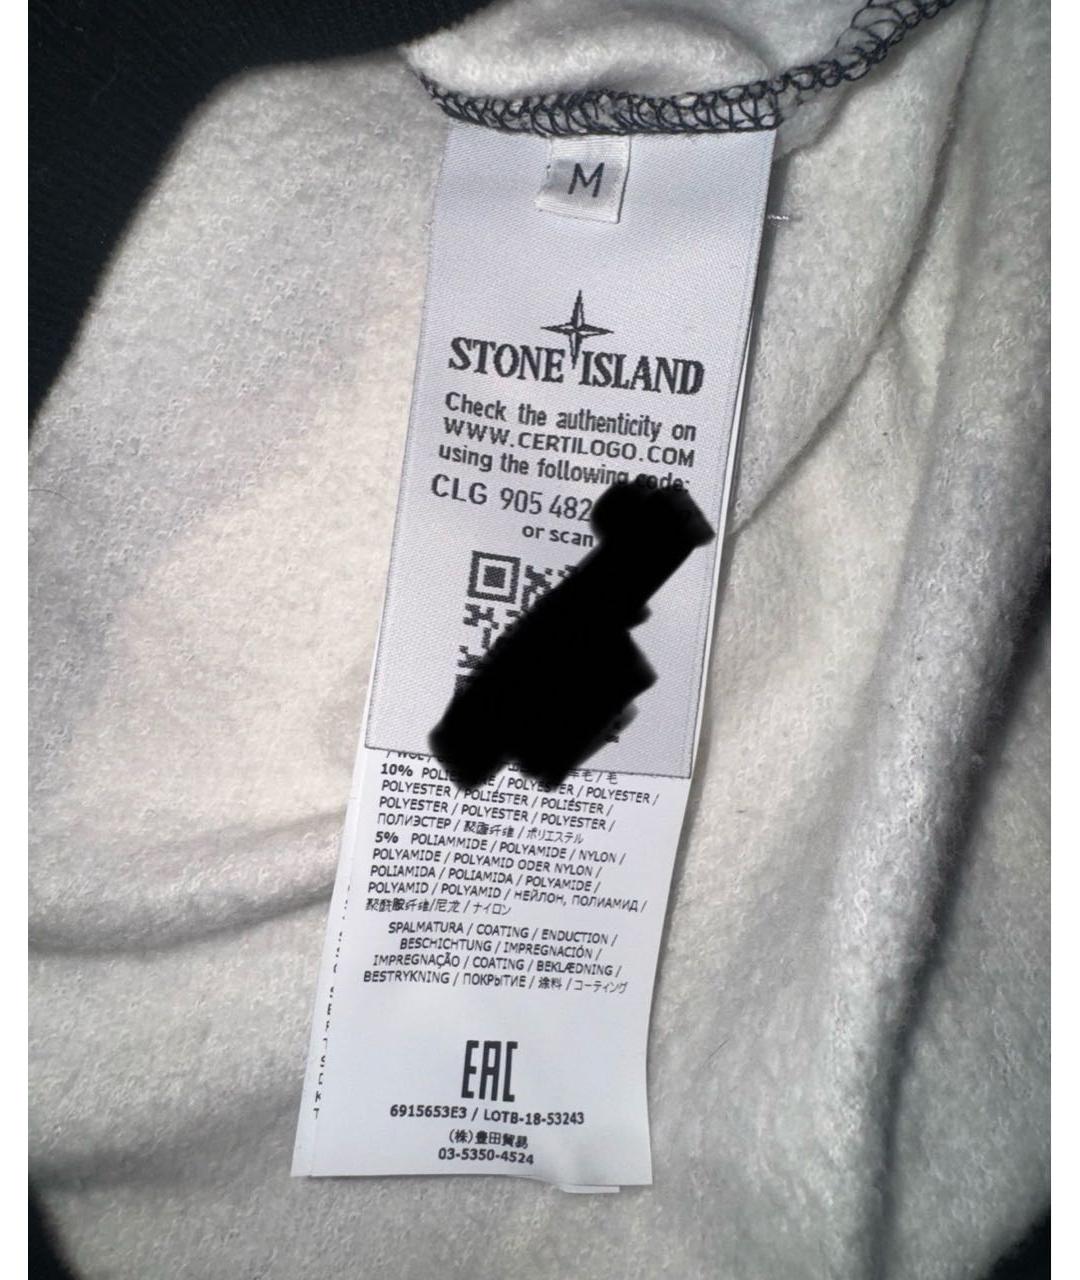 M
STONE ISLAND
Check the authenticity on
WWW.CERTILOGO.COM
using the following code:
CLG 905 482
or scan
10% / POLYESTER / POLYESTER /
POLYESTER / POLIÉSTER / POLIÉSTER /
POLYESTER / POLYESTER / POLYESTER /
ПОЛИЭСТЕР / 聚酯纤维 / ポリエステル
5% POLIAMMIDE / POLYAMIDE / NYLON /
POLYAMIDE / POLYAMID ODER NYLON /
POLIAMIDA / POLIAMIDA / POLYAMIDE /
POLYAMID / POLYAMID / НЕЙЛОН, ПОЛИАМИД /
聚酰胺纤维/尼龙 / ナイロン
SPALMATURA / COATING / ENDUCTION /
BESCHICHTUNG / IMPREGNACIÓN /
IMPREGNAÇÃO / COATING / BEKLÆDNING /
BESTRYKNING / ПОКРЫТИЕ / 涂料 / コーティング
EAC
6915653E3 / LOTB-18-53243
(株)豊田貿易
03-5350-4524